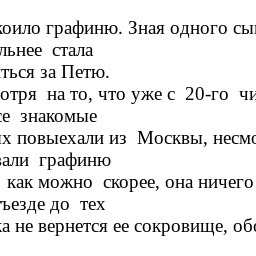 коило графиню. Зная одного сы
льнее стала
ться за Петю.
отря на то, что уже с 20-го чи
се знакомые
х повыехали из Москвы, несмо
вали графиню
как можно скорее, она ничего
ъезде до тех
ка не вернется ее сокровище, обо